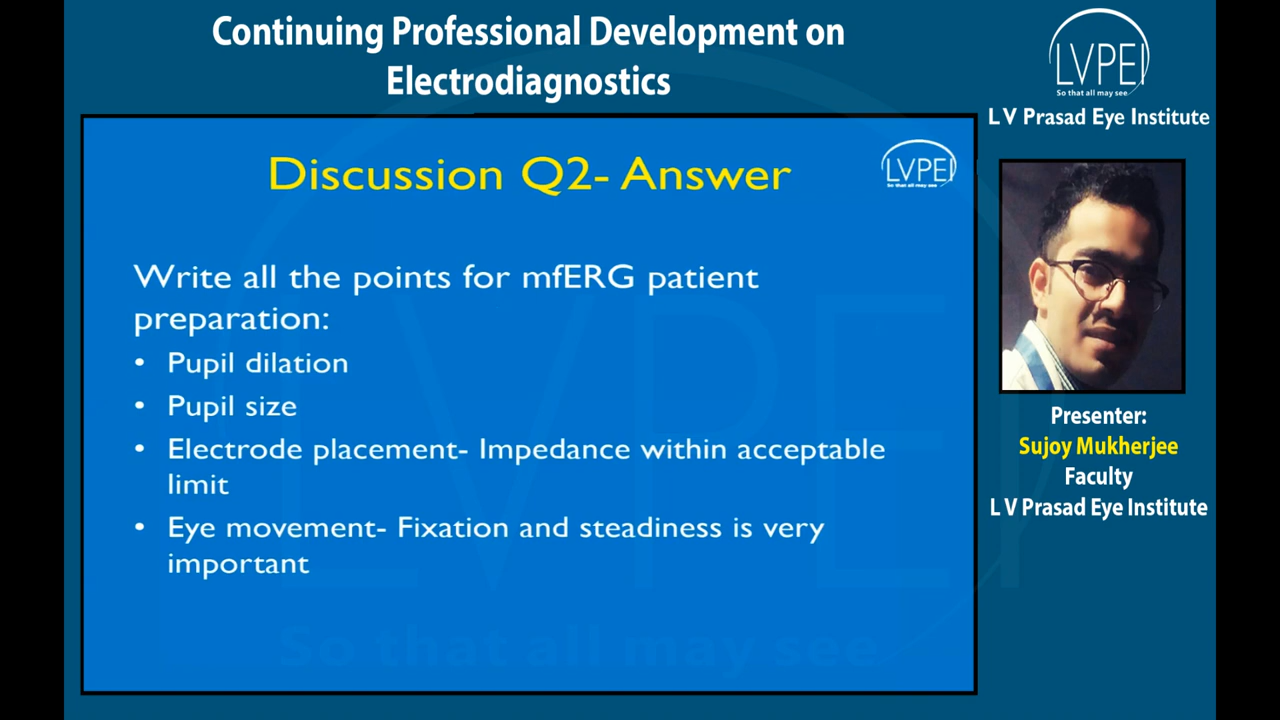 Continuing Professional Development on
Electrodiagnostics
LVPEI
So that all may see
L V Prasad Eye Institute
Discussion Q2- Answer
LVPEI
So that all may see
Write all the points for mfERG patient
preparation:
• Pupil dilation
• Pupil size
• Electrode placement- Impedance within acceptable
limit
• Eye movement- Fixation and steadiness is very
important
LVPEI
So that all may see
Presenter:
Sujoy Mukherjee
Faculty
L V Prasad Eye Institute